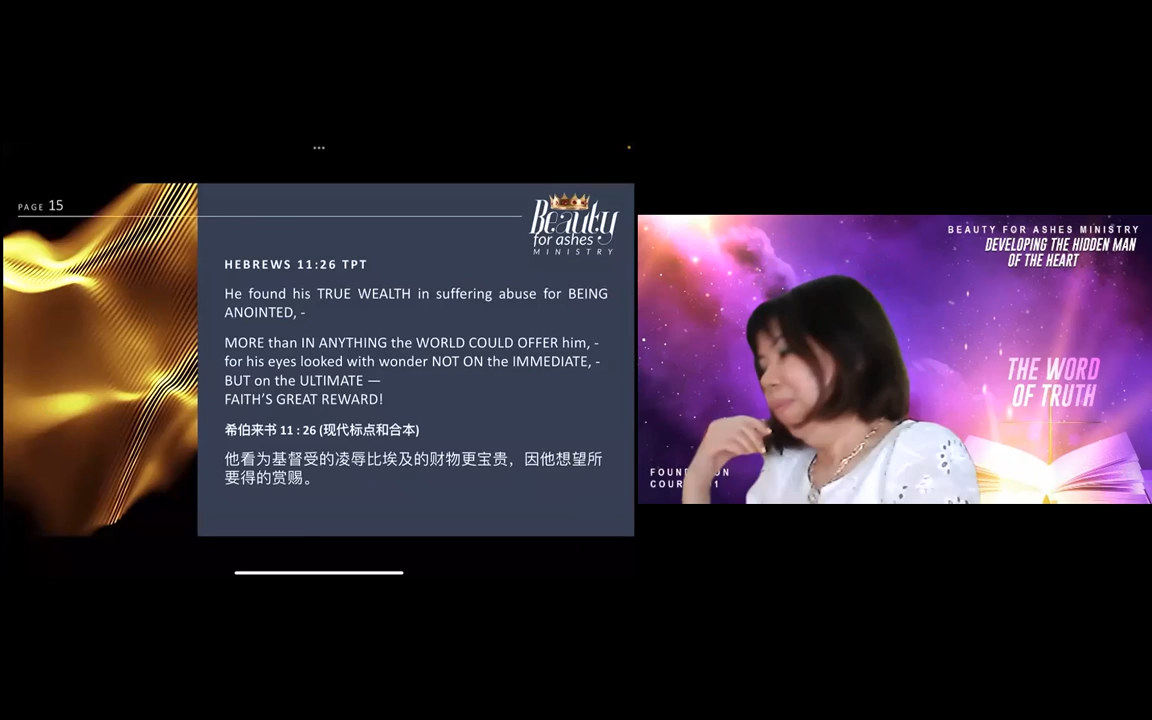 PAGE 15
Beauty
for ashes
MINISTRY
HEBREWS 11:26 TPT
He found his TRUE WEALTH in suffering abuse for BEING
ANOINTED, -
MORE than IN ANYTHING the WORLD COULD OFFER him, -
for his eyes looked with wonder NOT ON the IMMEDIATE, -
BUT on the ULTIMATE —
FAITH'S GREAT REWARD!
希伯来书 11 : 26 (现代标点和合本)
他看为基督受的凌辱比埃及的财物更宝贵，因他想望所
要得的赏赐。
BEAUTY FOR ASHES MINISTRY
DEVELOPING THE HIDDEN MAN
OF THE HEART
THE WORD
OF TRUTH